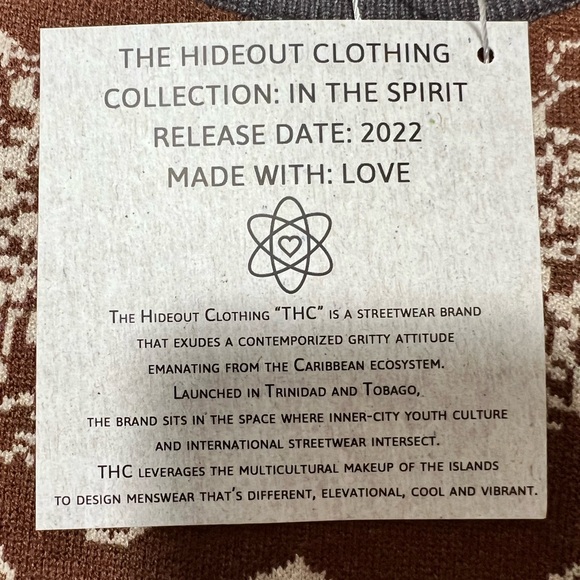 THE HIDEOUT CLOTHING
COLLECTION: IN THE SPIRIT
RELEASE DATE: 2022
MADE WITH: LOVE
The Hideout Clothing "THC" is a streetwear brand
that exudes a contemporized gritty attitude
emanating from the Caribbean ecosystem.
Launched in Trinidad and Tobago,
the brand sits in the space where inner-city youth culture
and international streetwear intersect.
THC leverages the multicultural makeup of the islands
to design menswear that's different, elevational, cool and vibrant.